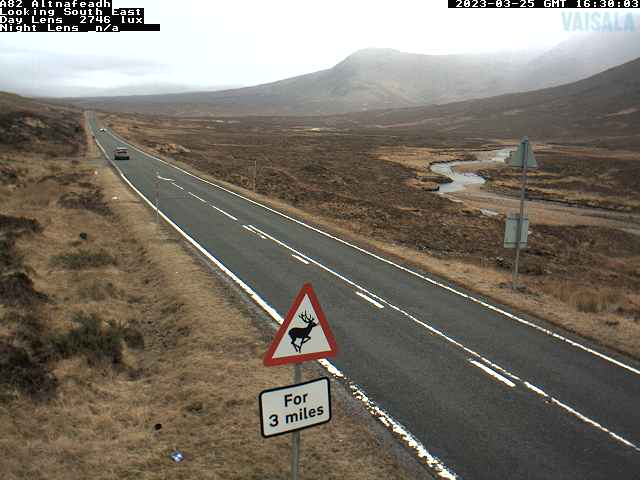 A82 Altnafeadh
Looking South East
Day Lens 2746 lux
Night Lens n/a
2023-03-25 GMT 16:30:03
VAISALA
For
3 miles